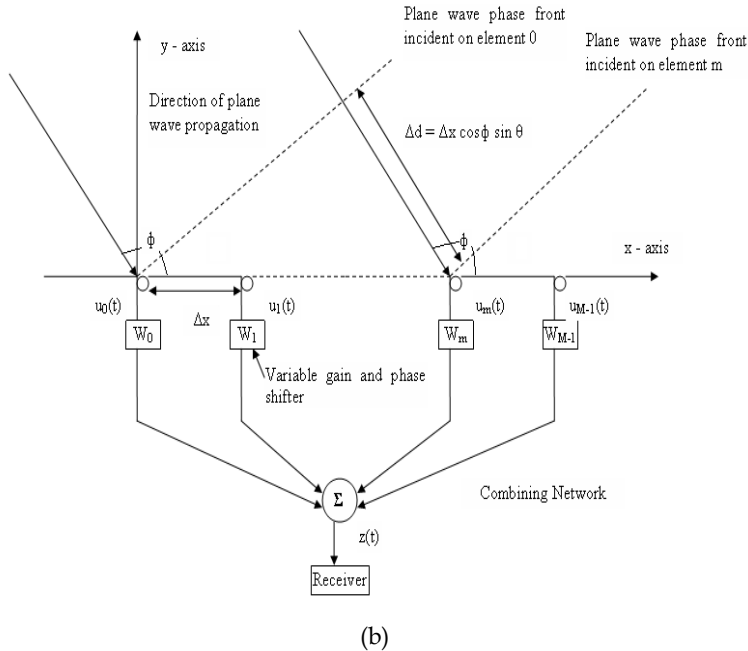 Plane wave phase front
incident on element 0
Plane wave phase front
incident on element m
y - axis
Direction of plane
wave propagation
Δd = Δx cosϕ sin θ
ϕ
ϕ
x - axis
u0(t)
Δx
u1(t)
um(t)
uM-1(t)
W0
W1
Wm
WM-1
Variable gain and phase
shifter
Σ
Combining Network
z(t)
Receiver
(b)